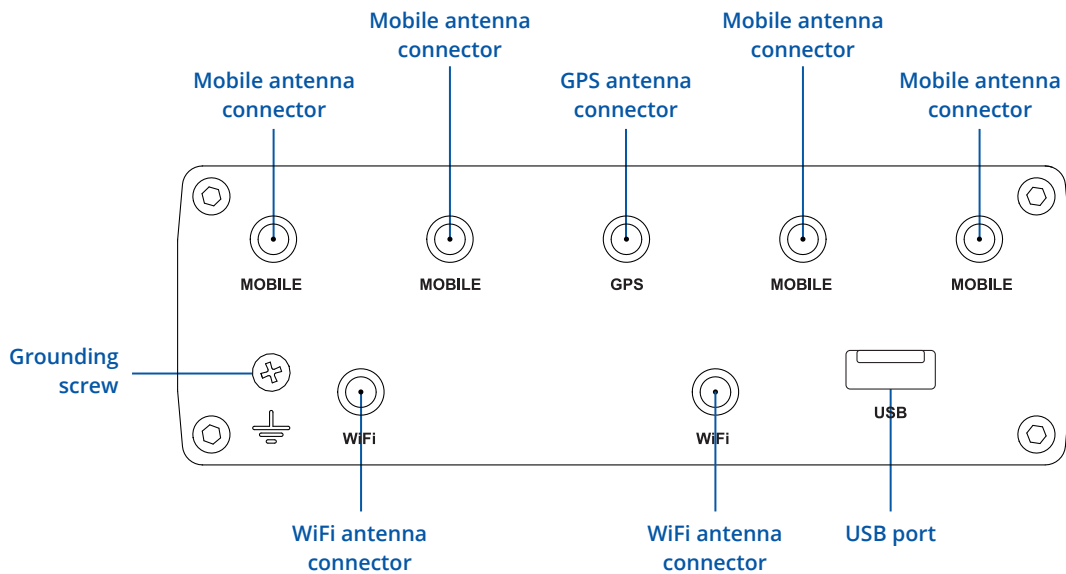 Mobile antenna
connector
Mobile antenna
connector
Mobile antenna
connector
GPS antenna
connector
Mobile antenna
connector
MOBILE
MOBILE
GPS
MOBILE
MOBILE
Grounding
screw
WiFi
WiFi
USB
WiFi antenna
connector
WiFi antenna
connector
USB port